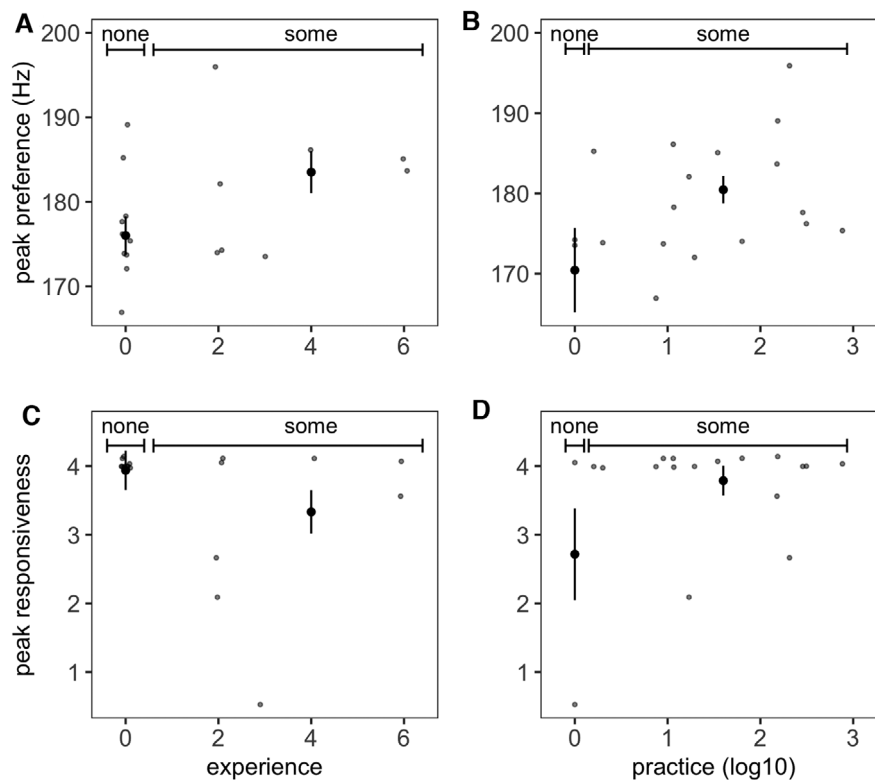 A
none
some
200
190
180
170
peak preference (Hz)
0
2
4
6
B
none
some
200
190
180
170
0
1
2
3
C
none
some
4
3
2
1
peak responsiveness
0
2
4
6
experience
D
none
some
4
3
2
1
0
1
2
3
practice (log10)